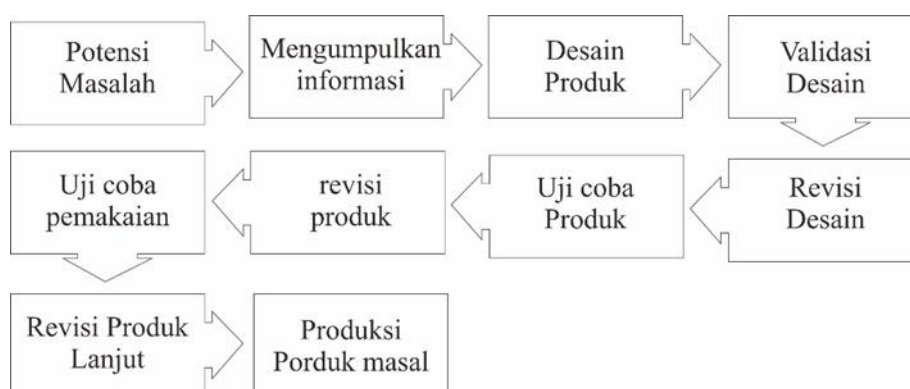 Potensi
Masalah
Mengumpulkan
informasi
Desain
Produk
Validasi
Desain
Revisi
Desain
Uji coba
Produk
revisi
produk
Uji coba
pemakaian
Revisi Produk
Lanjut
Produksi
Porduk masal